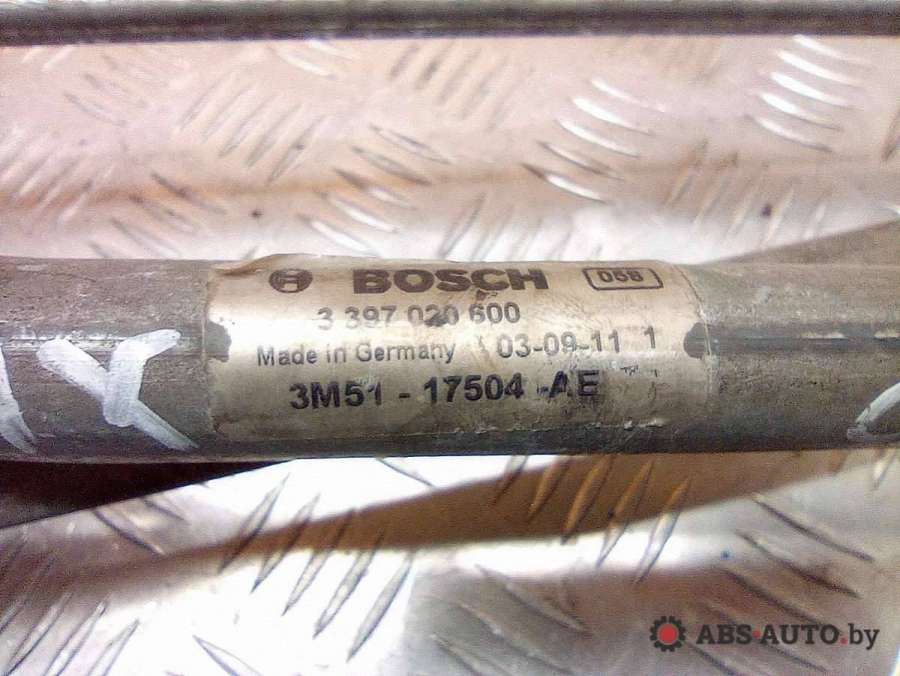 BOSCH 058
3 397 020 600
Made in Germany 03-09-11 1
3M51 - 17504 -AE
ABS-AUTO.by